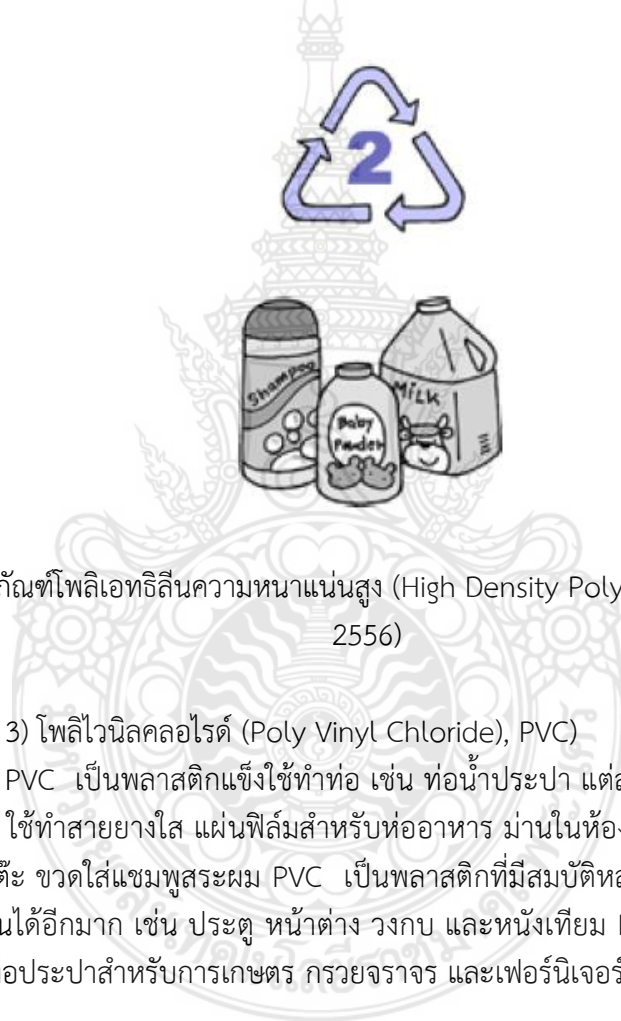 2
Shampoo
Baby
Powder
MiLK
ภัณฑ์โพลิเอทธิลีนความหนาแน่นสูง (High Density Poly
2556)
3) โพลิไวนิลคลอไรด์ (Poly Vinyl Chloride), PVC)
PVC เป็นพลาสติกแข็งใช้ทำท่อ เช่น ท่อน้ำประปา แต่
ใช้ทำสายยางใส แผ่นฟิล์มสำหรับห่ออาหาร ม่านในห้อง
ต๊ะ ขวดใส่แชมพูสระผม PVC เป็นพลาสติกที่มีสมบัติ
นได้อีกมาก เช่น ประตู หน้าต่าง วงกบ และหนังเทียม
อประปาสำหรับการเกษตร กรวยจราจร และเฟอร์นิเจอร์